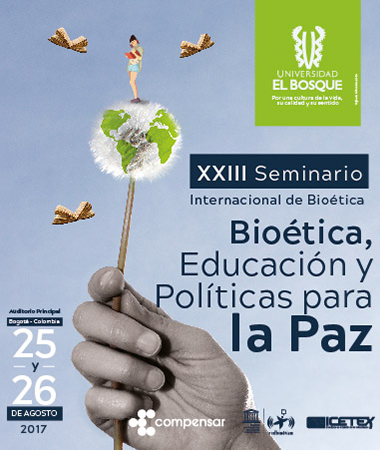 UNIVERSIDAD
EL BOSQUE
Por una cultura de la vida,
su calidad y su sentido
XXIII Seminario
Internacional de Bioética
Bioética,
Educación y
Políticas para
la Paz
Auditorio Principal
Bogotá - Colombia
25
y
26
DE AGOSTO
2017
compensar
ICETEX